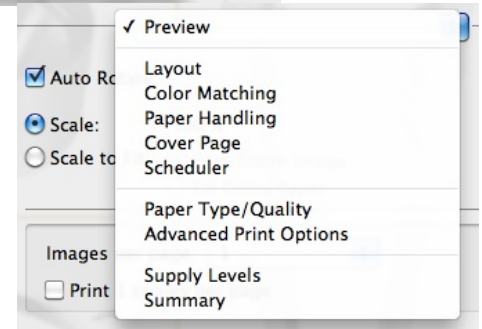 ✓ Preview
Auto Ro
Layout
Color Matching
Scale:
Paper Handling
Cover Page
Scale to
Scheduler
Paper Type/Quality
Advanced Print Options
Images
Supply Levels
Print
Summary